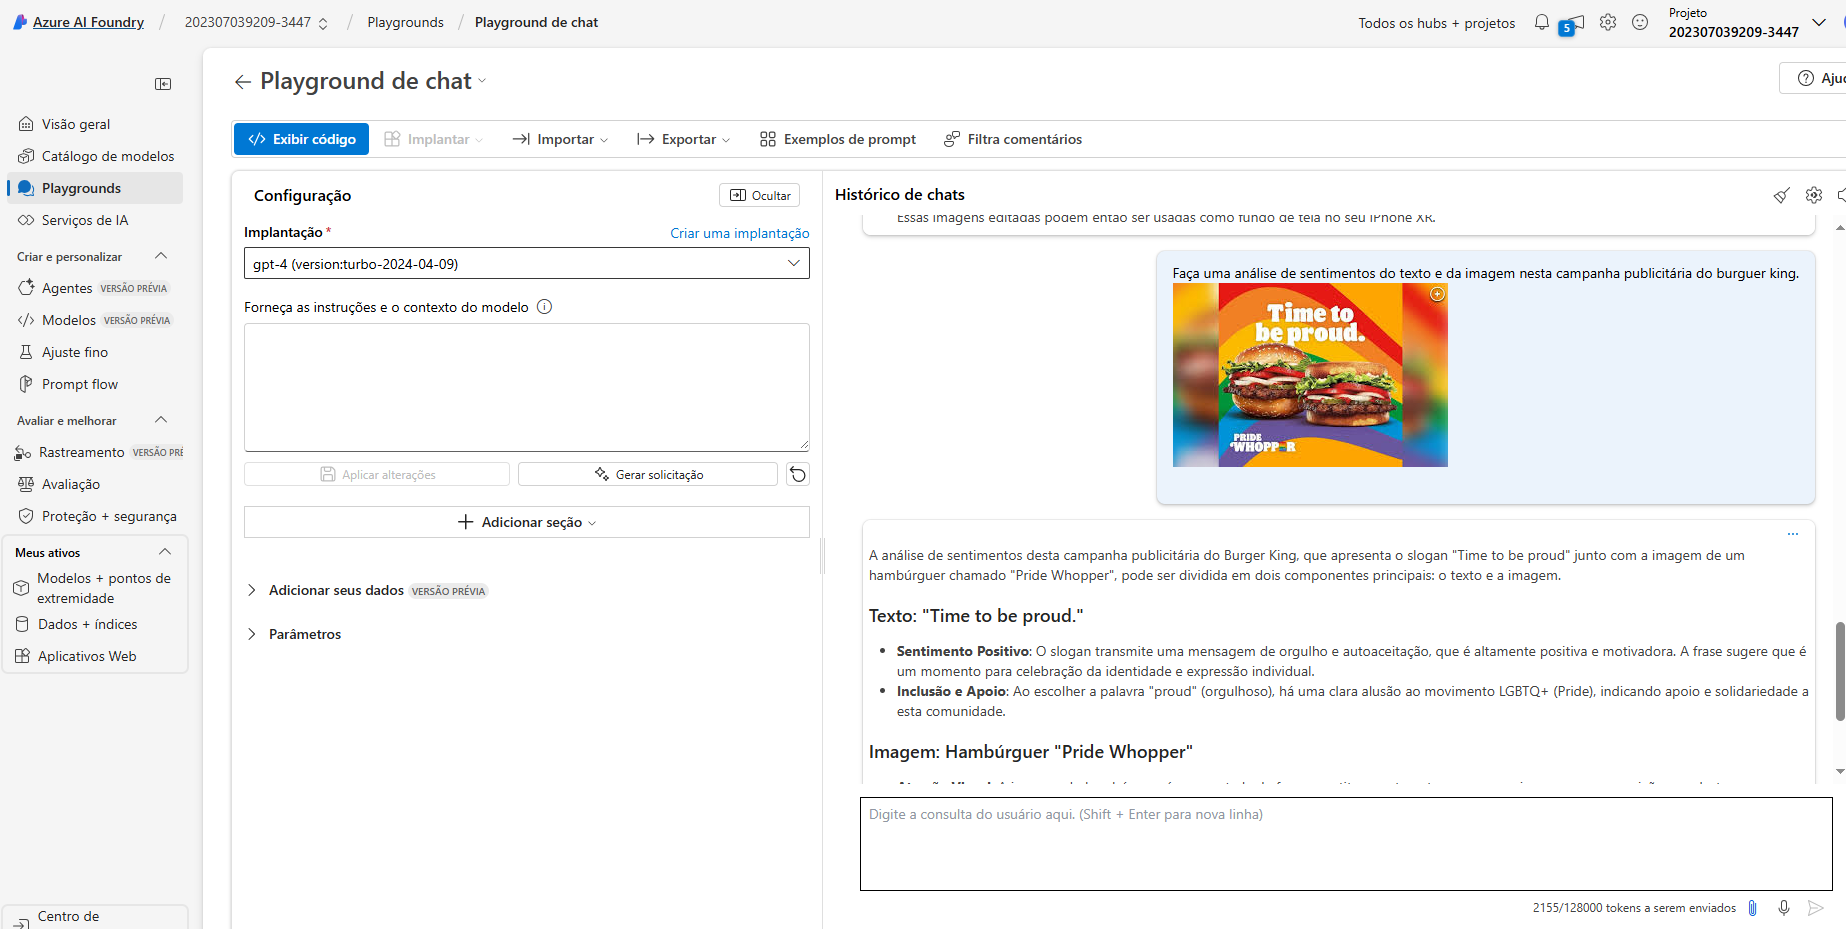 Azure AI Foundry / 202307039209-3447 / Playgrounds / Playground de chat
Todos os hubs + projetos
5
Projeto
202307039209-3447
Playground de chat
Visão geral
Catálogo de modelos
Playgrounds
Serviços de IA
Criar e personalizar
Agentes VERSÃO PRÉVIA
Modelos VERSÃO PRÉVIA
Ajuste fino
Prompt flow
Avaliar e melhorar
Rastreamento VERSÃO PRÉ
Avaliação
Proteção + segurança
Meus ativos
Modelos + pontos de
extremidade
Dados + índices
Aplicativos Web
Centro de
Exibir código
Implantar
Importar
Exportar
Exemplos de prompt
Filtra comentários
Configuração
Ocultar
Implantação *
Criar uma implantação
gpt-4 (version:turbo-2024-04-09)
Forneça as instruções e o contexto do modelo
Aplicar alterações
Gerar solicitação
Adicionar seção
Adicionar seus dados VERSÃO PRÉVIA
Parâmetros
Histórico de chats
Essas imagens editadas podem então ser usadas como fundo de tela no seu iPhone XR.
Faça uma análise de sentimentos do texto e da imagem nesta campanha publicitária do burguer king.
Time to
be proud.
PRIDE
WHOPPER
A análise de sentimentos desta campanha publicitária do Burger King, que apresenta o slogan "Time to be proud" junto com a imagem de um
hambúrguer chamado "Pride Whopper", pode ser dividida em dois componentes principais: o texto e a imagem.
Texto: "Time to be proud."
• Sentimento Positivo: O slogan transmite uma mensagem de orgulho e autoaceitação, que é altamente positiva e motivadora. A frase sugere que é
um momento para celebração da identidade e expressão individual.
• Inclusão e Apoio: Ao escolher a palavra "proud" (orgulhoso), há uma clara alusão ao movimento LGBTQ+ (Pride), indicando apoio e solidariedade a
esta comunidade.
Imagem: Hambúrguer "Pride Whopper"
Digite a consulta do usuário aqui. (Shift + Enter para nova linha)
2155/128000 tokens a serem enviados